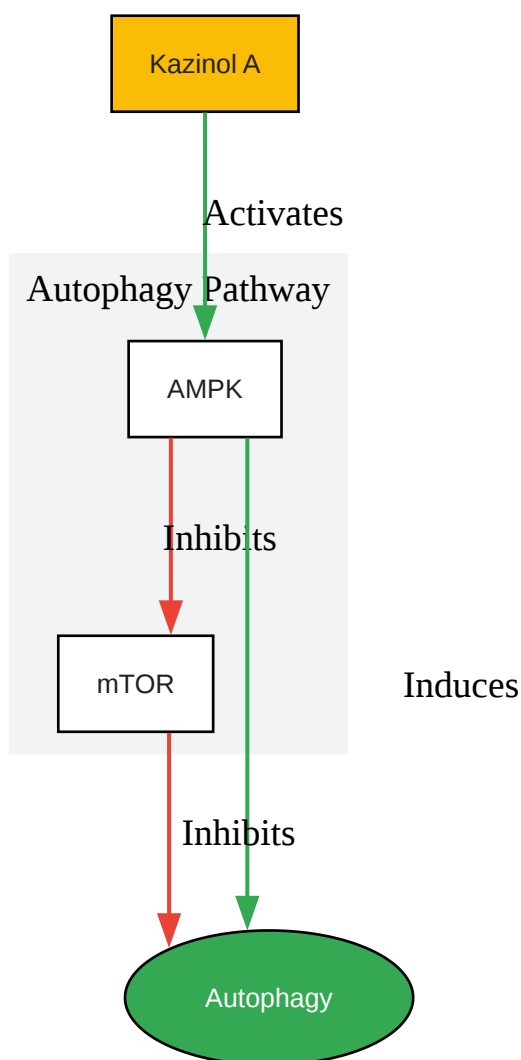 Kazinol A
Activates
Autophagy Pathway
AMPK
Inhibits
mTOR
Induces
Inhibits
Autophagy